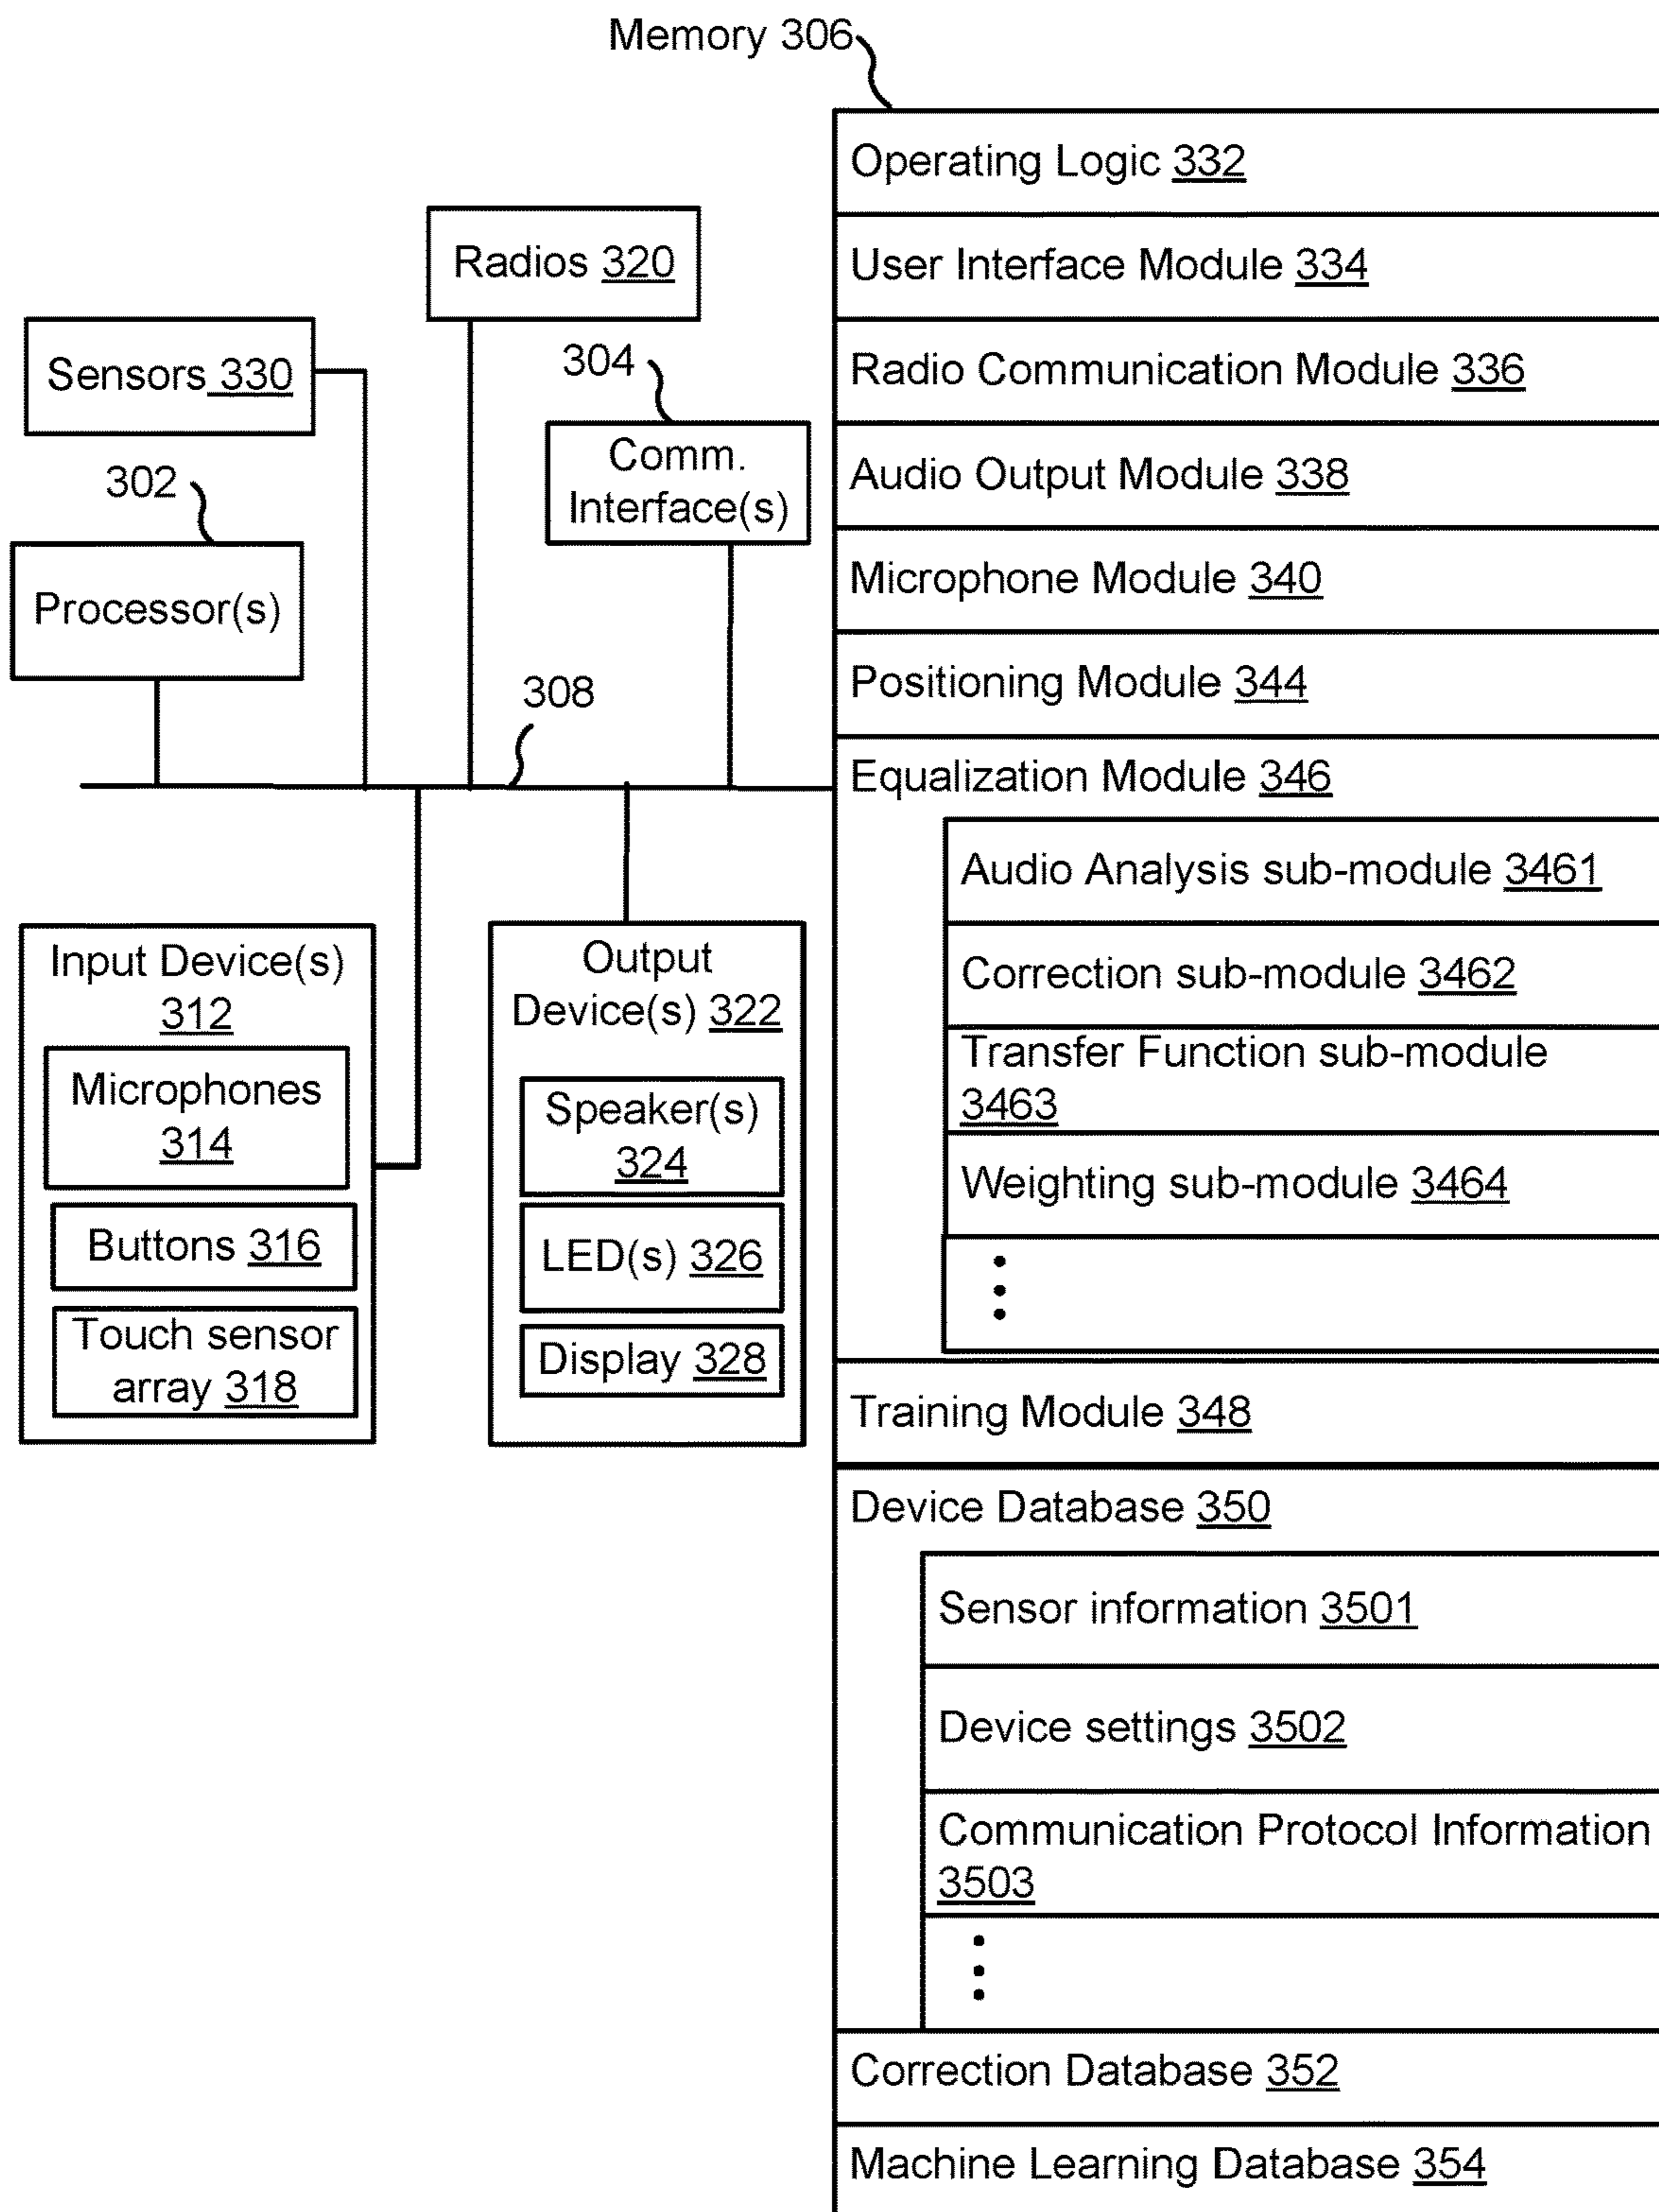 Memory 306
Operating Logic 332
User Interface Module 334
Radio Communication Module 336
Audio Output Module 338
Microphone Module 340
Positioning Module 344
Equalization Module 346
Audio Analysis sub-module 3461
Correction sub-module 3462
Transfer Function sub-module
3463
Weighting sub-module 3464
Training Module 348
Device Database 350
Sensor information 3501
Device settings 3502
Communication Protocol Information
3503
Correction Database 352
Machine Learning Database 354
Radios 320
Sensors 330
304
Comm.
Interface(s)
302
Processor(s)
308
Input Device(s)
312
Microphones
314
Buttons 316
Touch sensor
array 318
Output
Device(s) 322
Speaker(s)
324
LED(s) 326
Display 328